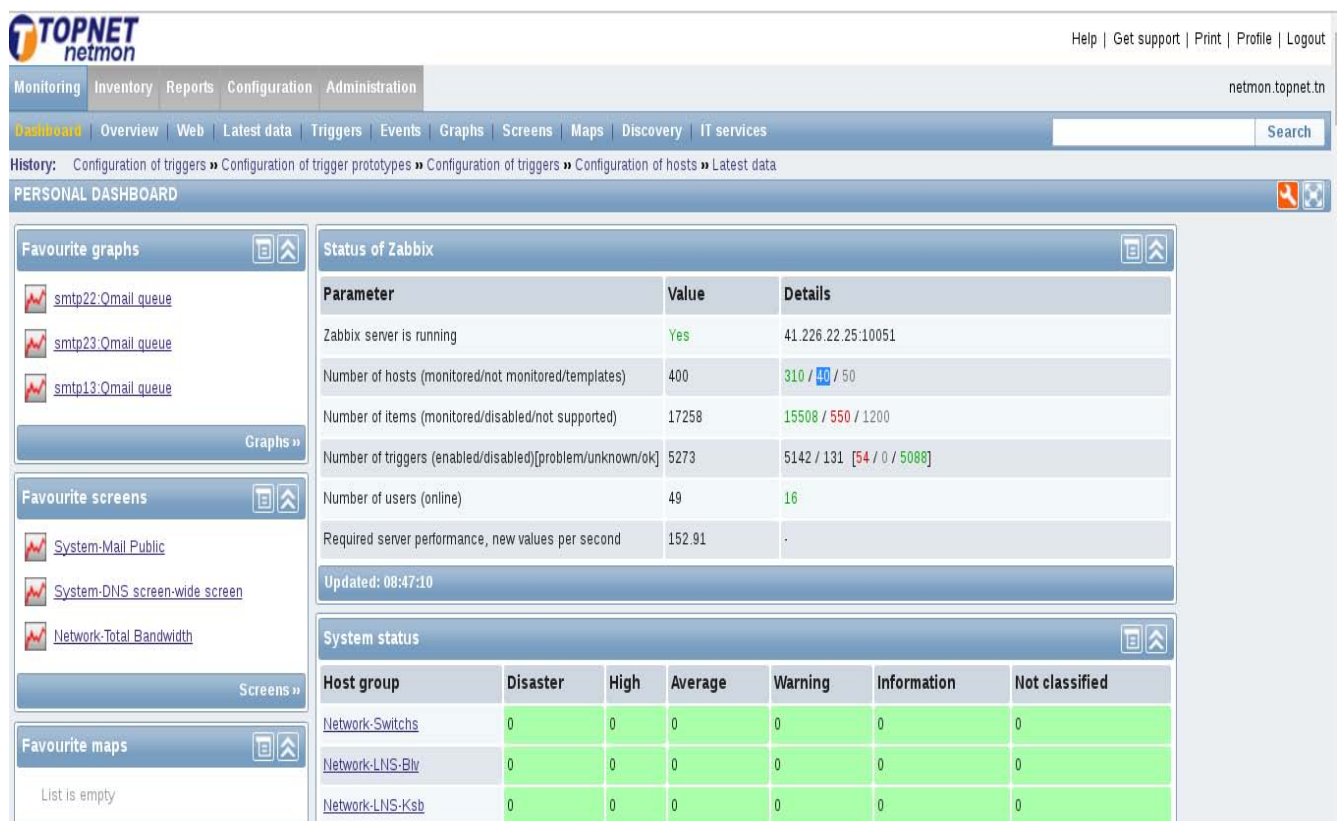 TOPNET
netmon
Help | Get support | Print | Profile | Logout
Monitoring Inventory Reports Configuration Administration
netmon.topnet.tn
Dashboard | Overview | Web | Latest data | Triggers | Events | Graphs | Screens | Maps | Discovery | IT services
Search
History: Configuration of triggers » Configuration of trigger prototypes » Configuration of triggers » Configuration of hosts » Latest data
PERSONAL DASHBOARD
Favourite graphs
smtp22:Qmail queue
smtp23:Qmail queue
smtp13:Qmail queue
Graphs »
Favourite screens
System-Mail Public
System-DNS screen-wide screen
Network-Total Bandwidth
Screens »
Favourite maps
List is empty
Status of Zabbix
Parameter Value Details
Zabbix server is running Yes 41.226.22.25:10051
Number of hosts (monitored/not monitored/templates) 400 310 / 40 / 50
Number of items (monitored/disabled/not supported) 17258 15508 / 550 / 1200
Number of triggers (enabled/disabled)[problem/unknown/ok] 5273 5142 / 131 [54 / 0 / 5088]
Number of users (online) 49 16
Required server performance, new values per second 152.91 -
Updated: 08:47:10
System status
Host group Disaster High Average Warning Information Not classified
Network-Switchs 0 0 0 0 0 0
Network-LNS-Blv 0 0 0 0 0 0
Network-LNS-Ksb 0 0 0 0 0 0